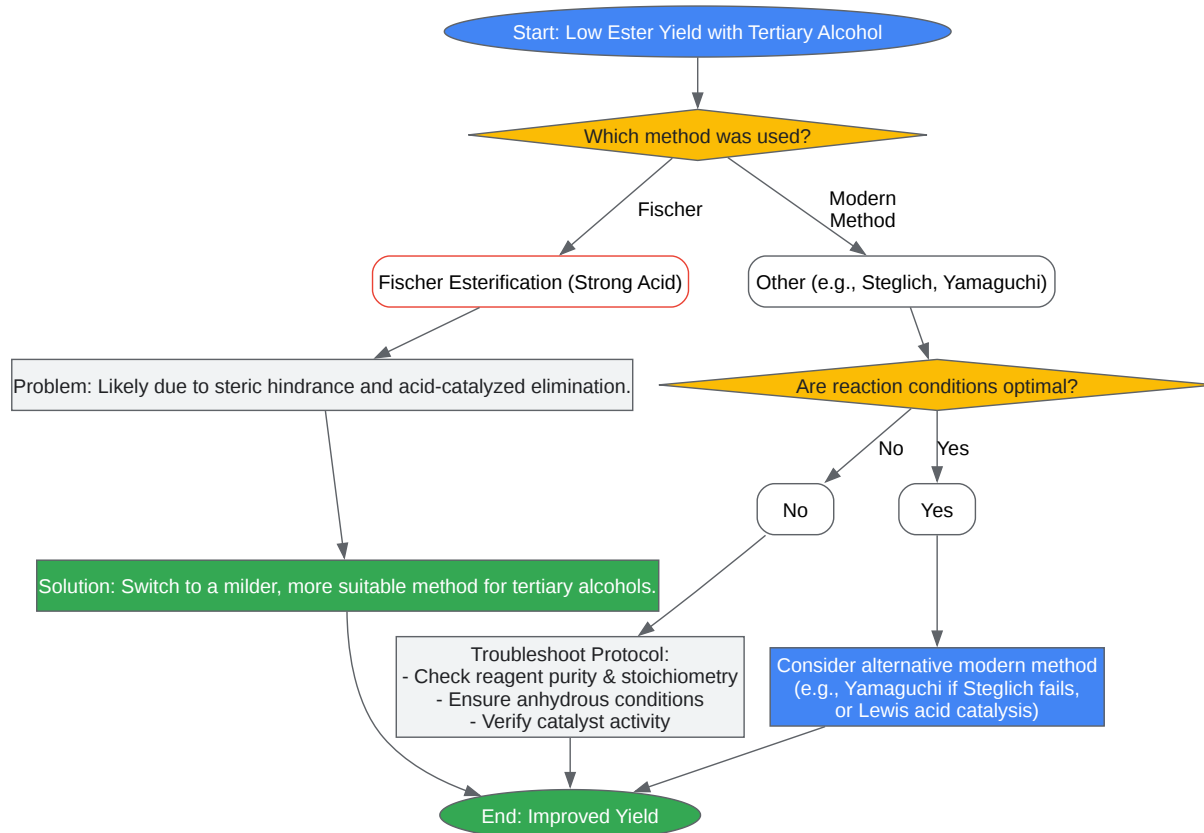 Start: Low Ester Yield with Tertiary Alcohol
Which method was used?
Fischer
Modern
Method
Fischer Esterification (Strong Acid)
Other (e.g., Steglich, Yamaguchi)
Problem: Likely due to steric hindrance and acid-catalyzed elimination.
Are reaction conditions optimal?
No
Yes
No
Yes
Solution: Switch to a milder, more suitable method for tertiary alcohols.
Troubleshoot Protocol:
- Check reagent purity & stoichiometry
- Ensure anhydrous conditions
- Verify catalyst activity
Consider alternative modern method
(e.g., Yamaguchi if Steglich fails,
or Lewis acid catalysis)
End: Improved Yield